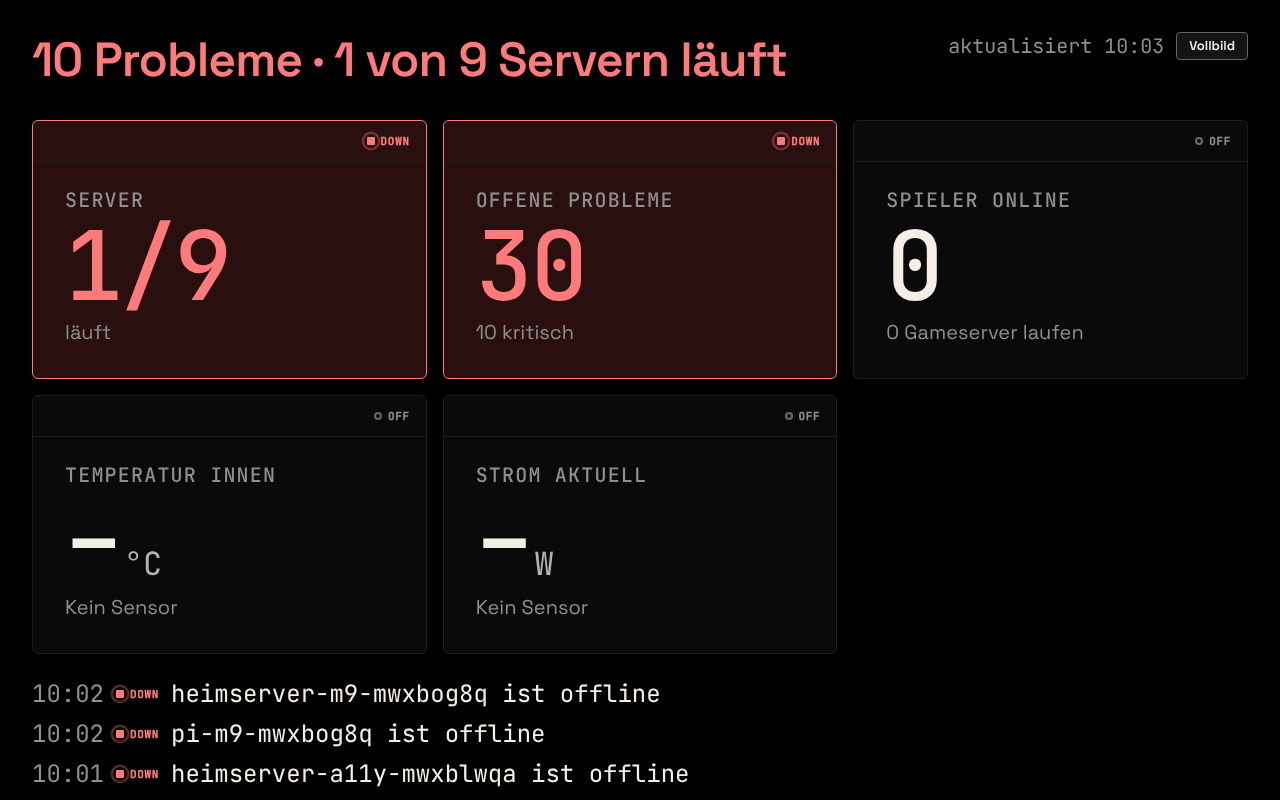 10 Probleme · 1 von 9 Servern läuft
aktualisiert 10:03
Vollbild
DOWN
SERVER
1/9
läuft
DOWN
OFFENE PROBLEME
30
10 kritisch
OFF
SPIELER ONLINE
0
0 Gameserver laufen
OFF
TEMPERATUR INNEN
— °C
Kein Sensor
OFF
STROM AKTUELL
— W
Kein Sensor
10:02 DOWN heimserver-m9-mwxbog8q ist offline
10:02 DOWN pi-m9-mwxbog8q ist offline
10:01 DOWN heimserver-a11y-mwxblwqa ist offline